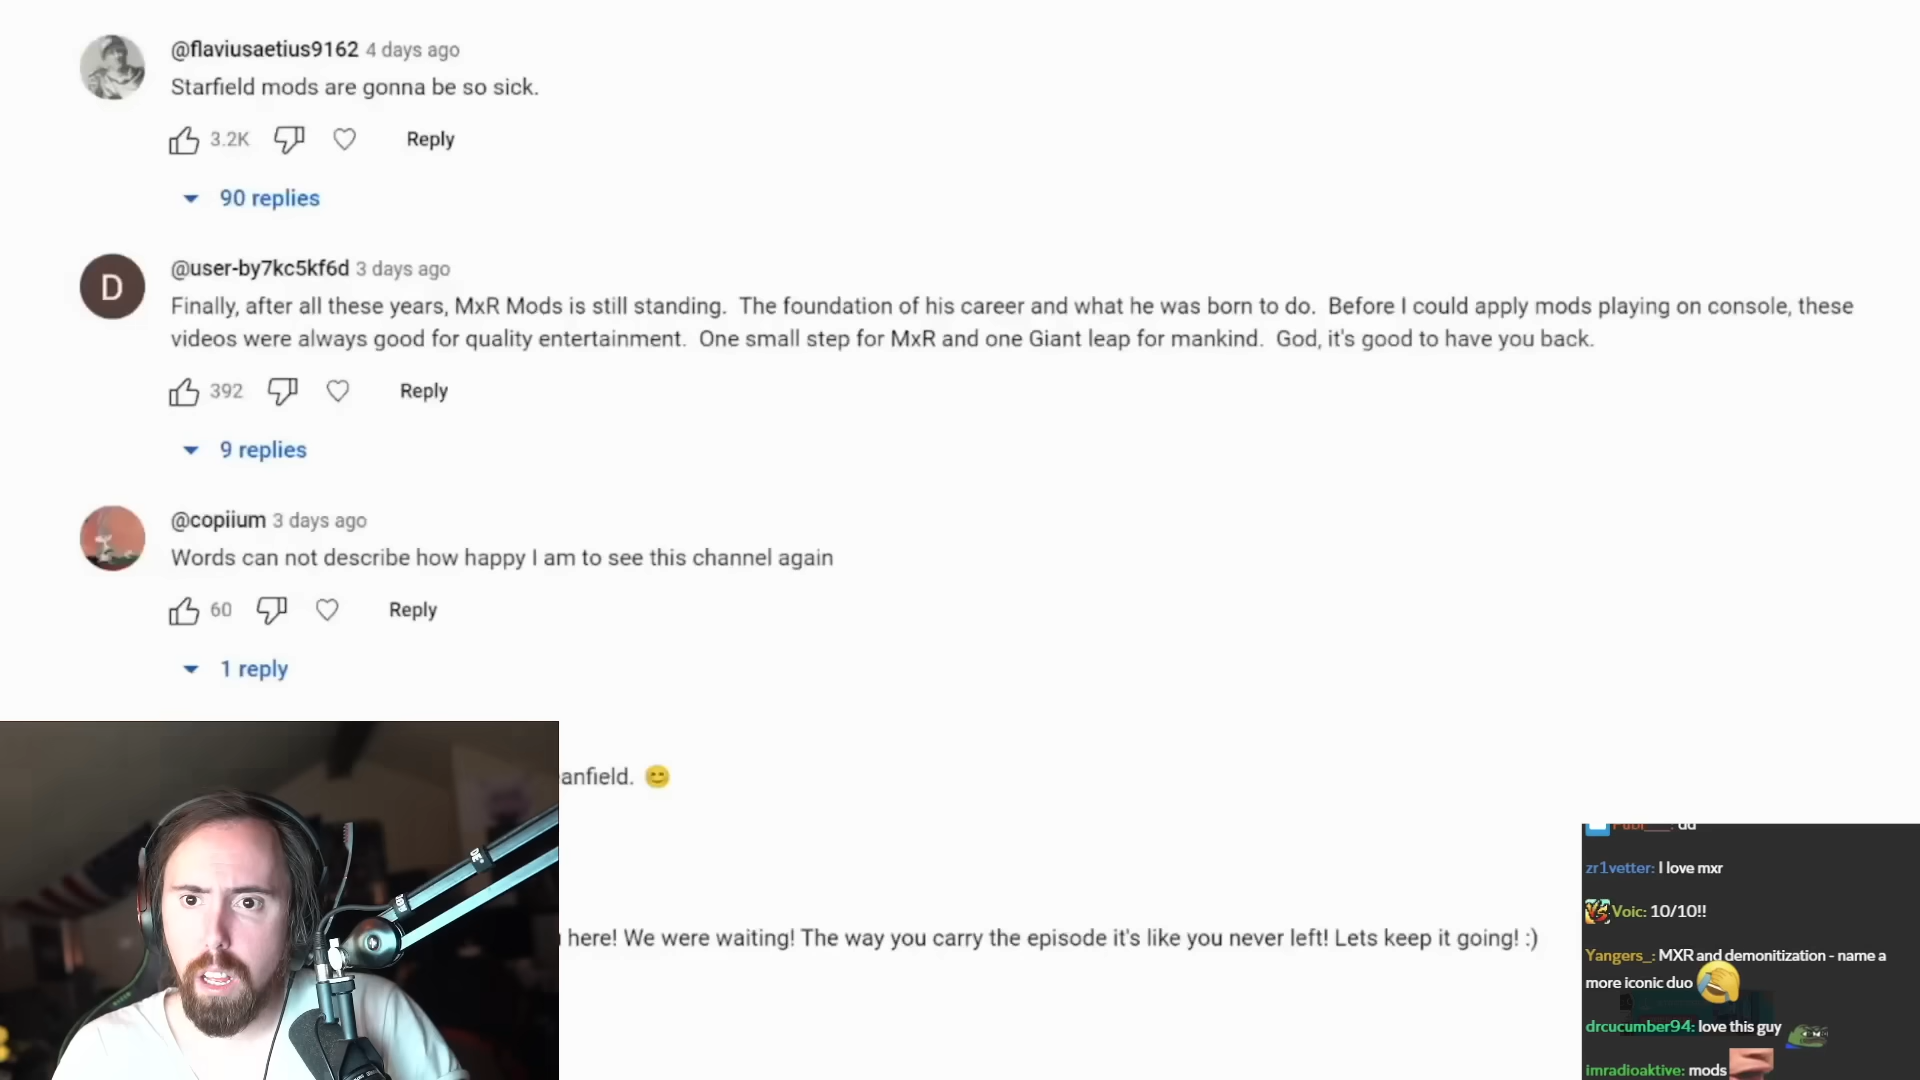 @flaviusaetius9162 4 days ago
Starfield mods are gonna be so sick.
3.2K Reply
90 replies
D
@user-by7kc5kf6d 3 days ago
Finally, after all these years, MxR Mods is still standing.  The foundation of his career and what he was born to do.  Before I could apply mods playing on console, these
videos were always good for quality entertainment.  One small step for MxR and one Giant leap for mankind.  God, it's good to have you back.
392 Reply
9 replies
@copiium 3 days ago
Words can not describe how happy I am to see this channel again
60 Reply
1 reply
anfield. 😊
here! We were waiting! The way you carry the episode it's like you never left! Lets keep it going! :)
zr1vetter: I love mxr
Voic: 10/10!!
Yangers_: MXR and demonitization - name a
more iconic duo
drcucumber94: love this guy
imradioaktive: mods